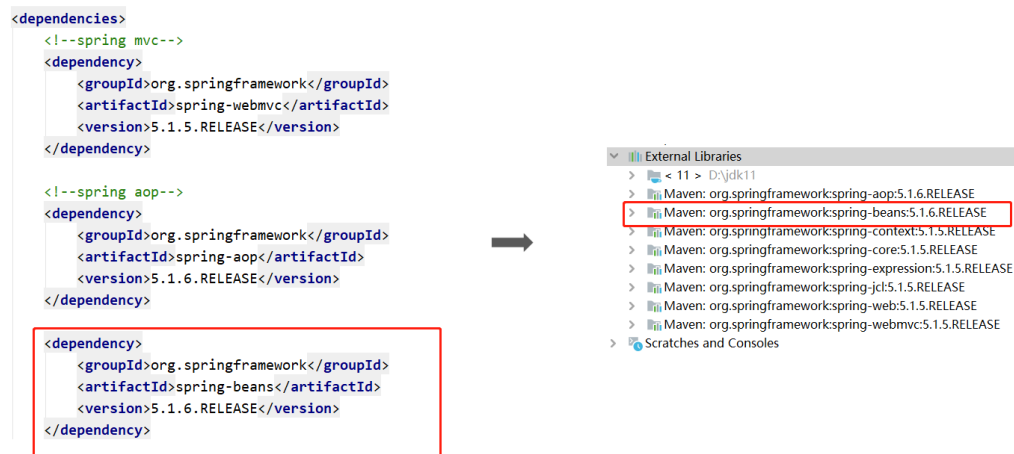 <dependencies>
<!--spring mvc-->
<dependency>
<groupId>org.springframework</groupId>
<artifactId>spring-webmvc</artifactId>
<version>5.1.5.RELEASE</version>
</dependency>
<!--spring aop-->
<dependency>
<groupId>org.springframework</groupId>
<artifactId>spring-aop</artifactId>
<version>5.1.6.RELEASE</version>
</dependency>
<dependency>
<groupId>org.springframework</groupId>
<artifactId>spring-beans</artifactId>
<version>5.1.6.RELEASE</version>
</dependency>
External Libraries
< 11 > D:\jdk11
Maven: org.springframework:spring-aop:5.1.6.RELEASE
Maven: org.springframework:spring-beans:5.1.6.RELEASE
Maven: org.springframework:spring-context:5.1.5.RELEASE
Maven: org.springframework:spring-core:5.1.5.RELEASE
Maven: org.springframework:spring-expression:5.1.5.RELEASE
Maven: org.springframework:spring-jcl:5.1.5.RELEASE
Maven: org.springframework:spring-web:5.1.5.RELEASE
Maven: org.springframework:spring-webmvc:5.1.5.RELEASE
Scratches and Consoles